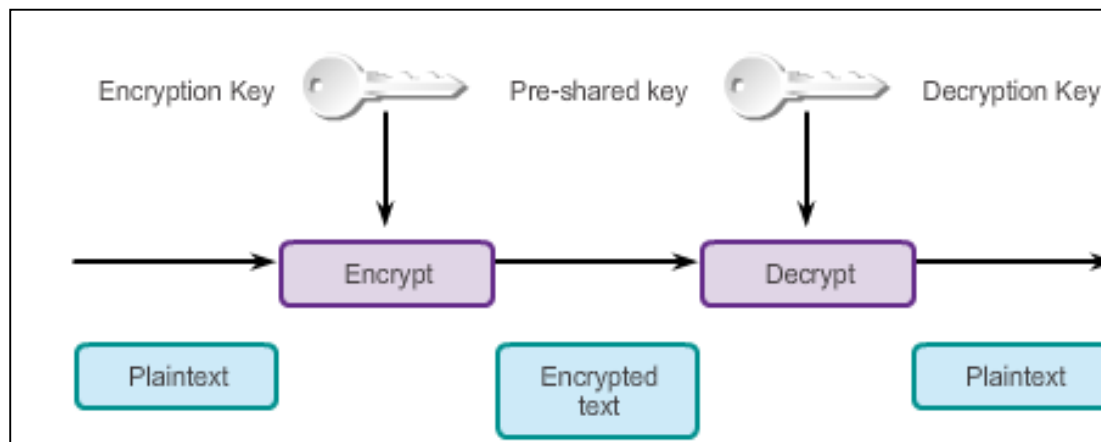 Encryption Key
Pre-shared key
Decryption Key
Encrypt
Decrypt
Plaintext
Encrypted
text
Plaintext